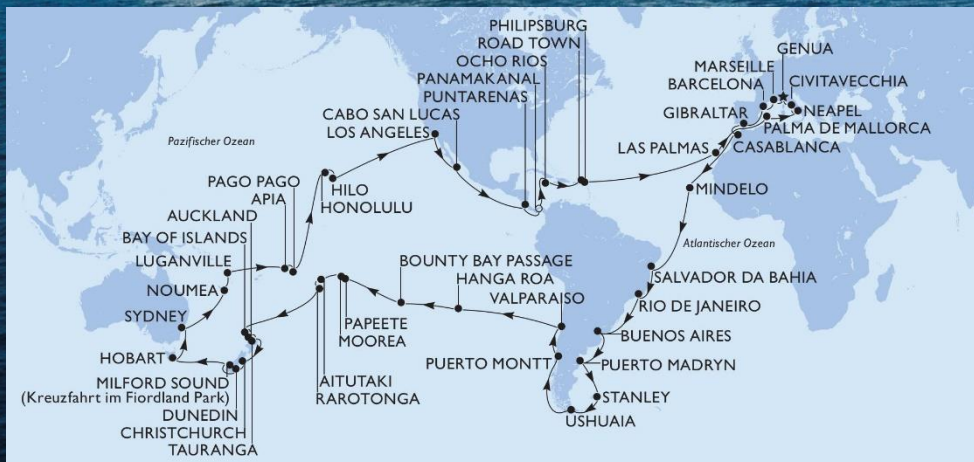 PHILIPSBURG
ROAD TOWN
OCHO RIOS
PANAMAKANAL
PUNTARENAS
CABO SAN LUCAS
LOS ANGELES
GENUA
MARSEILLE
BARCELONA
CIVITAVECCHIA
NEAPEL
GIBRALTAR
PALMA DE MALLORCA
LAS PALMAS
CASABLANCA
MINDELO
Pazifischer Ozean
HILO
HONOLULU
PAGO PAGO
APIA
AUCKLAND
BAY OF ISLANDS
LUGANVILLE
NOUMEA
SYDNEY
HOBART
MILFORD SOUND
(Kreuzfahrt im Fiordland Park)
DUNEDIN
CHRISTCHURCH
TAURANGA
BOUNTY BAY PASSAGE
HANGA ROA
VALPARAISO
PAPEETE
MOOREA
AITUTAKI
RAROTONGA
PUERTO MONTT
Atlantischer Ozean
SALVADOR DA BAHIA
RIO DE JANEIRO
BUENOS AIRES
PUERTO MADRYN
STANLEY
USHUAIA